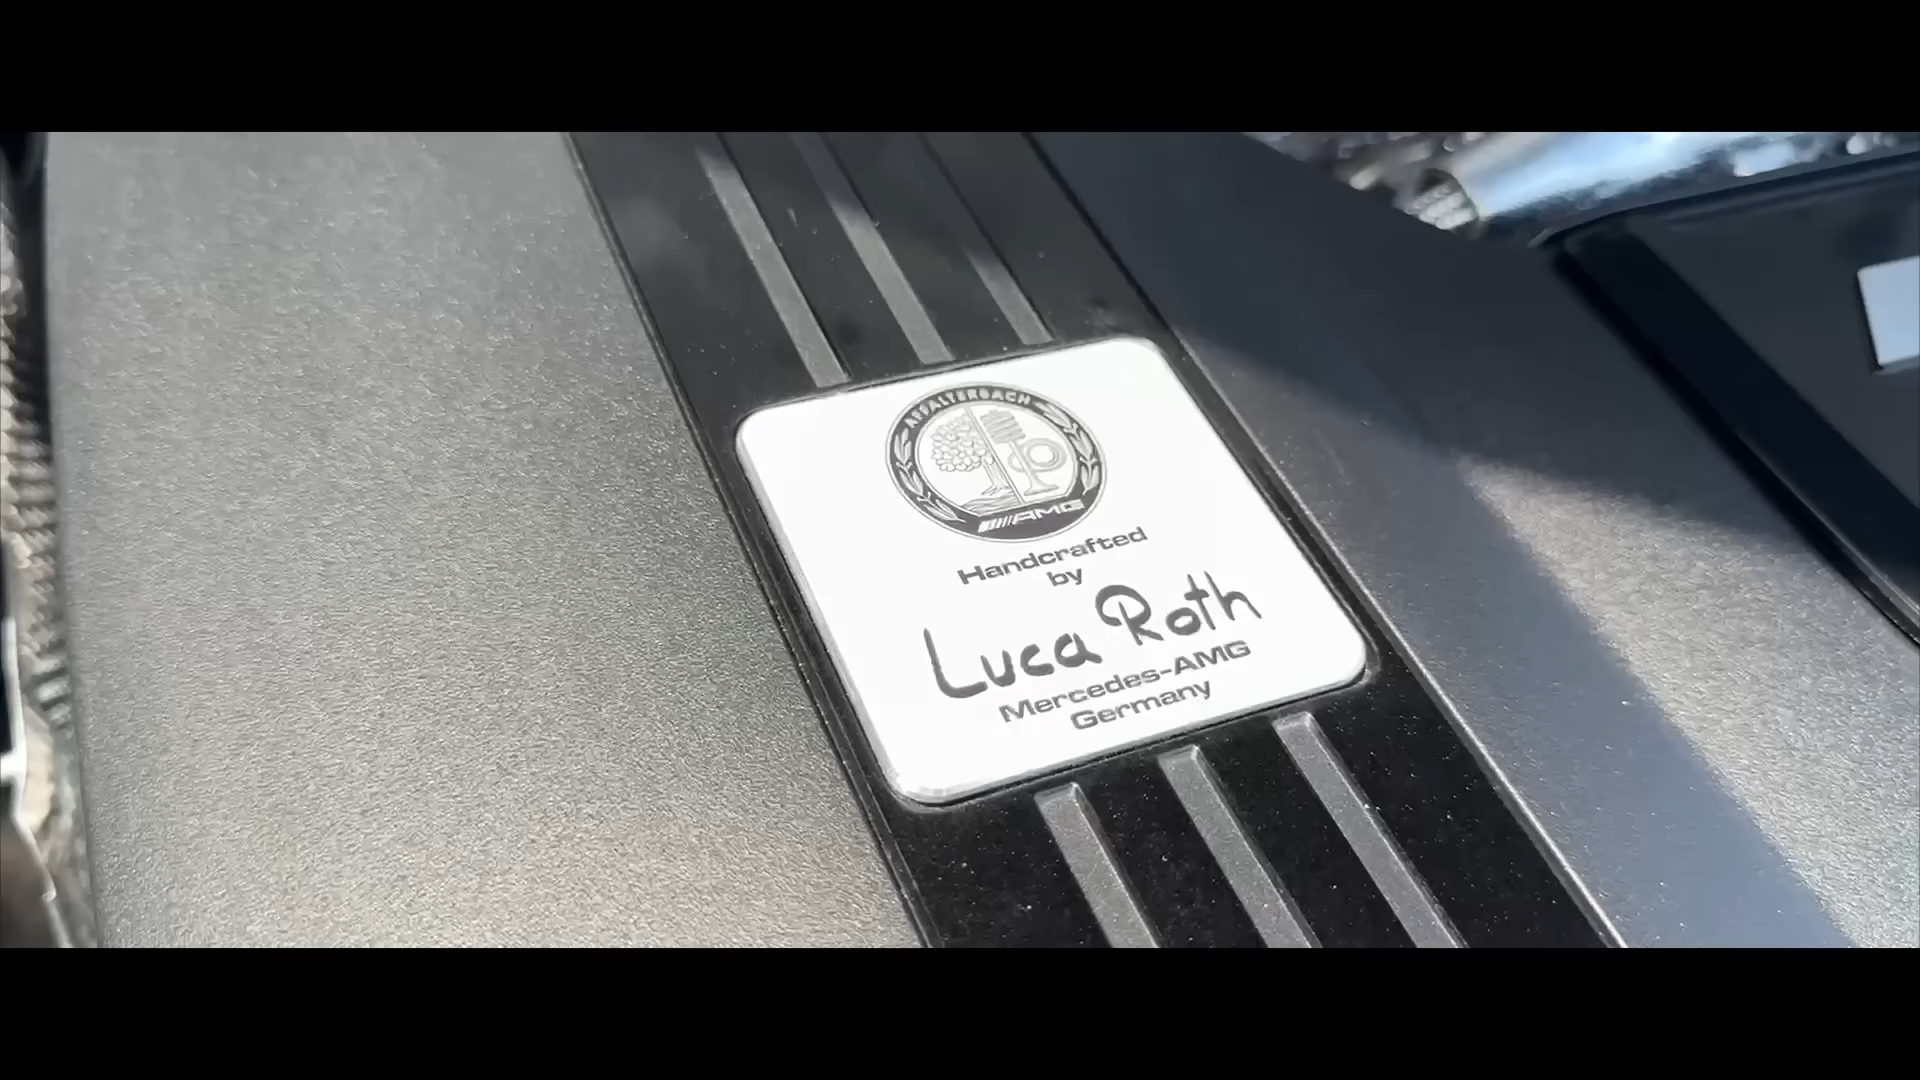 AFFALTERBACH
AMG
Handcrafted
by
Luca Roth
Mercedes-AMG
Germany